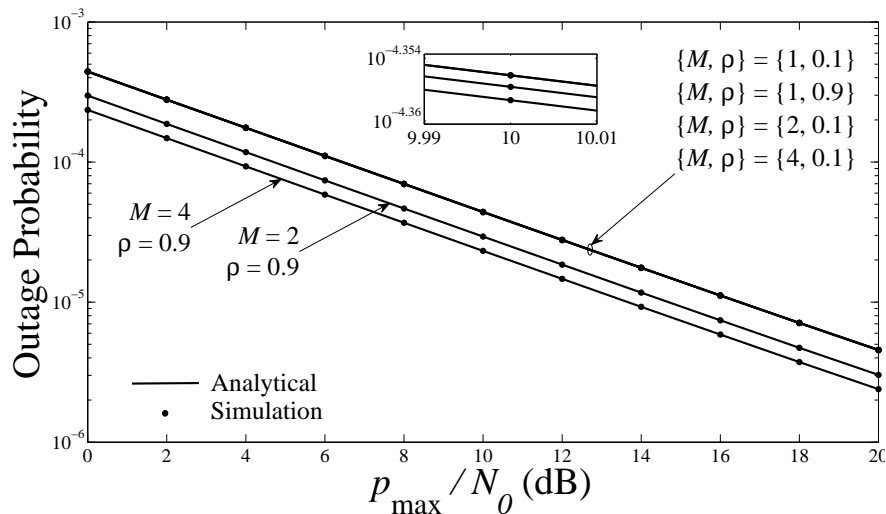 10^-3
10^-4
10^-5
10^-6
Outage Probability
0 2 4 6 8 10 12 14 16 18 20
p_max / N_0 (dB)
10^-4.354
10^-4.36
9.99 10 10.01
{M, ρ} = {1, 0.1}
{M, ρ} = {1, 0.9}
{M, ρ} = {2, 0.1}
{M, ρ} = {4, 0.1}
M = 4
ρ = 0.9
M = 2
ρ = 0.9
Analytical
Simulation